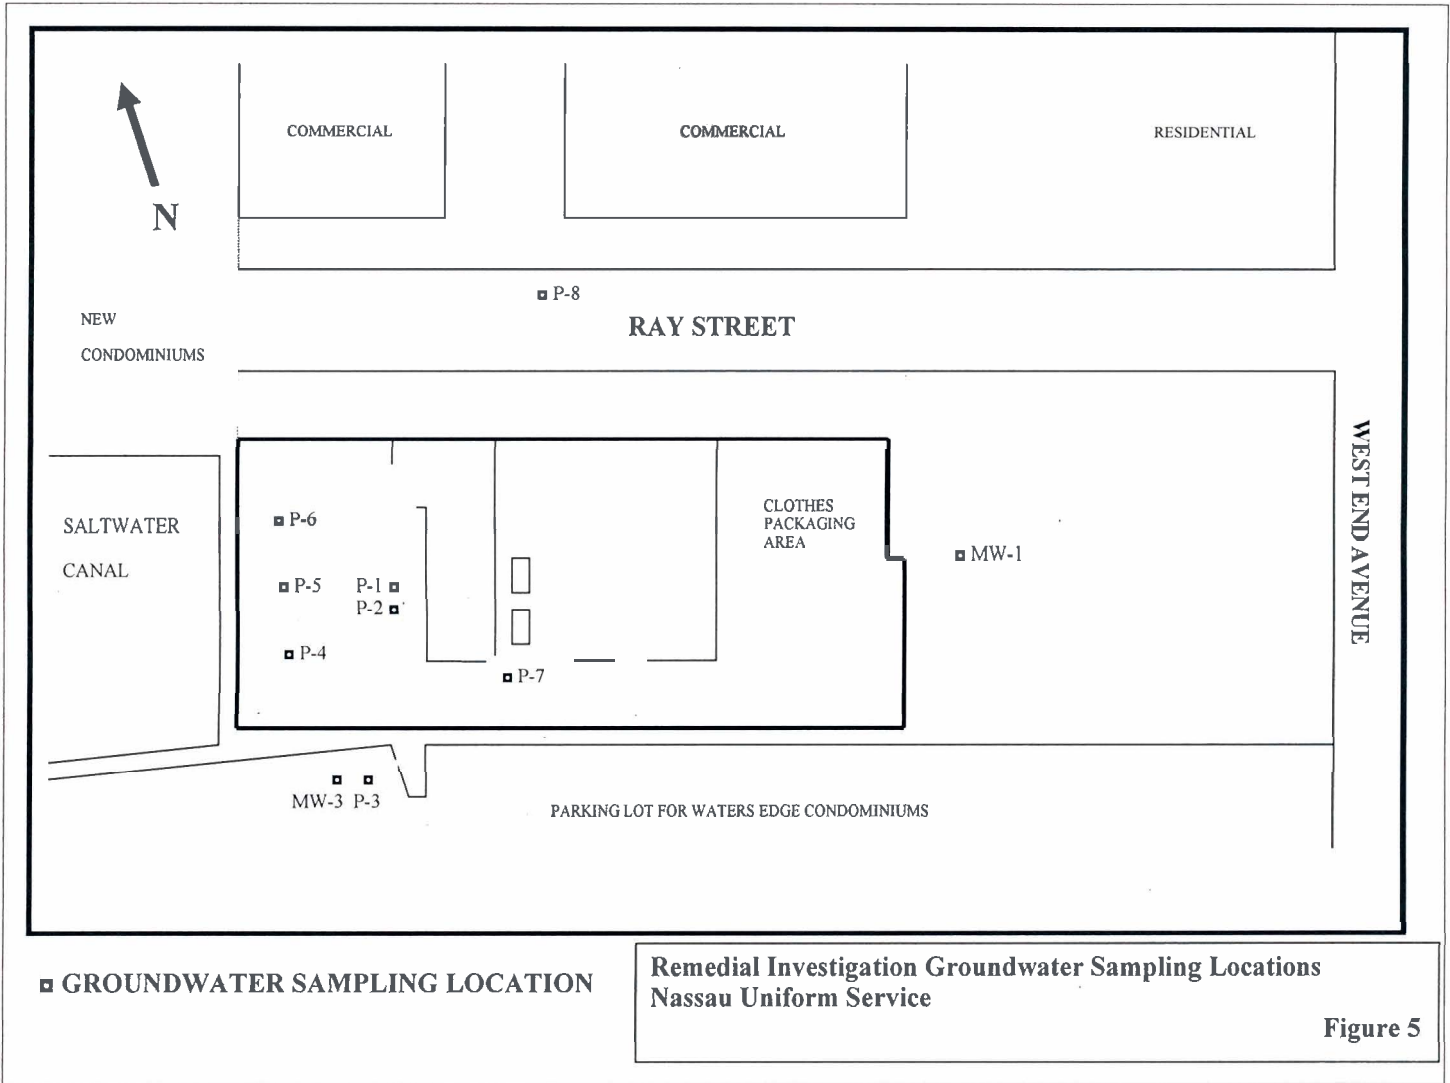 COMMERCIAL
COMMERCIAL
RESIDENTIAL
N
P-8
NEW
CONDOMINIUMS
RAY STREET
WEST END AVENUE
SALTWATER
CANAL
P-6
P-5
P-1
P-2
P-4
P-7
CLOTHES
PACKAGING
AREA
MW-1
MW-3
P-3
PARKING LOT FOR WATERS EDGE CONDOMINIUMS
GROUNDWATER SAMPLING LOCATION
Remedial Investigation Groundwater Sampling Locations
Nassau Uniform Service
Figure 5